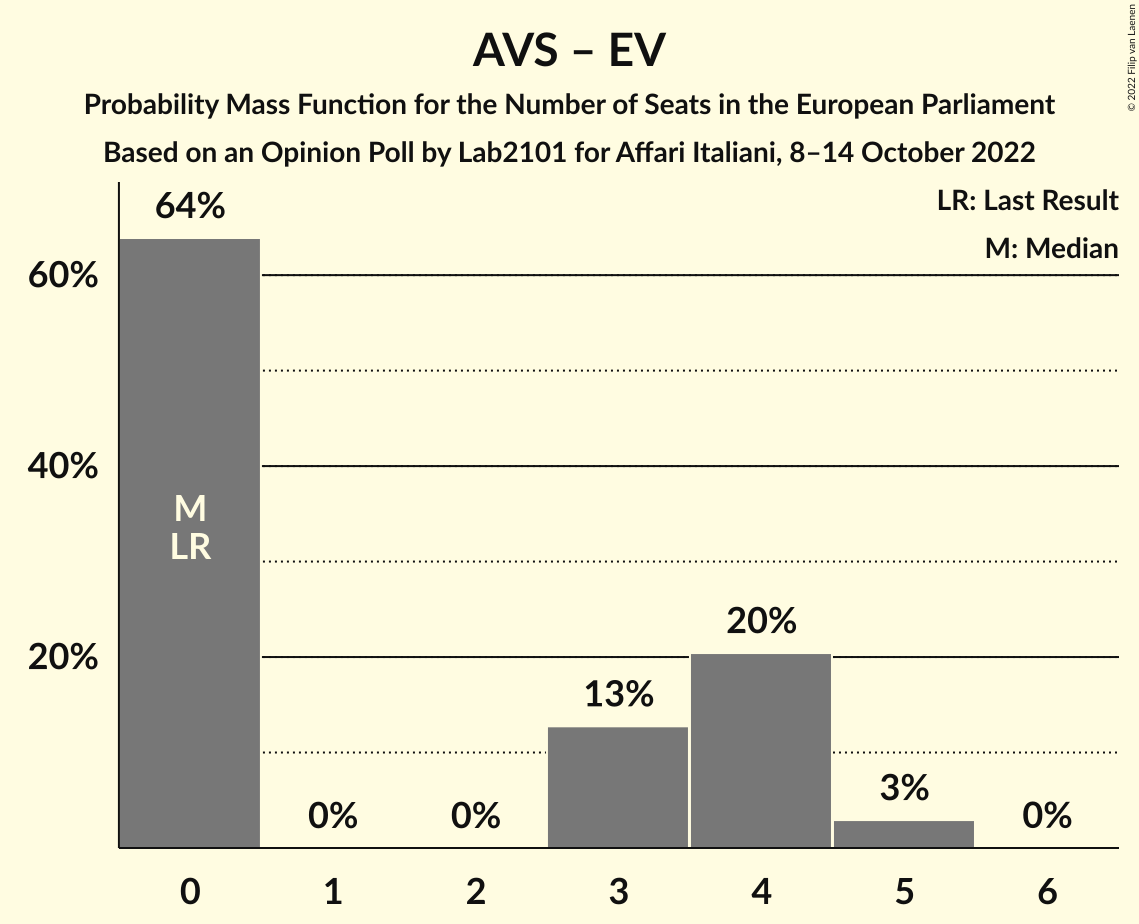 AVS – EV
Probability Mass Function for the Number of Seats in the European Parliament
Based on an Opinion Poll by Lab2101 for Affari Italiani, 8–14 October 2022
© 2022 Filip van Laenen
LR: Last Result
M: Median
64%
60%
40%
20%
M
LR
0%
0%
13%
20%
3%
0%
0 1 2 3 4 5 6